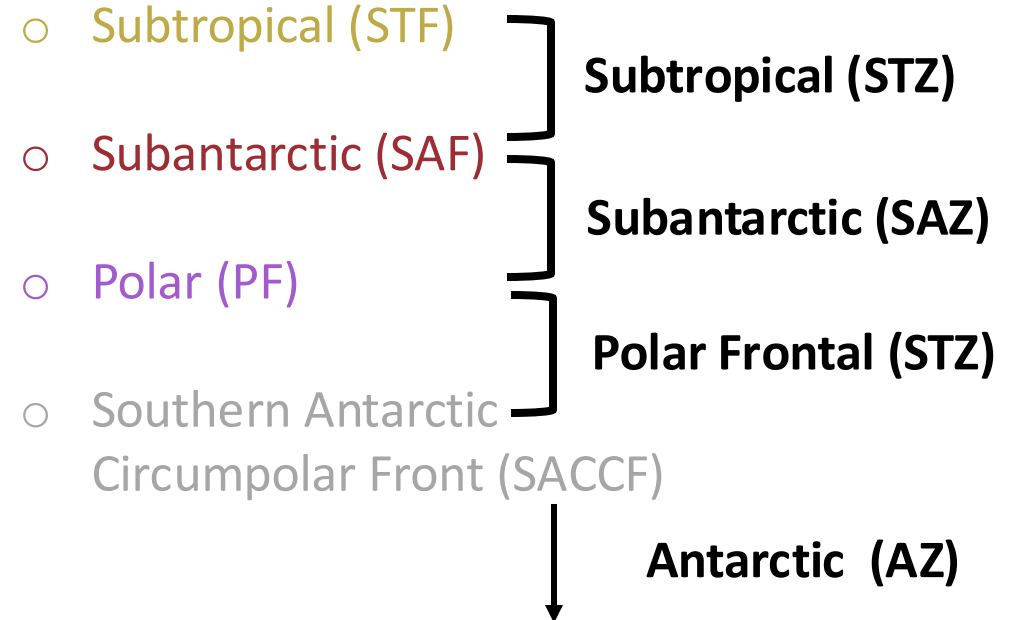 Subtropical (STF)
Subtropical (STZ)
Subantarctic (SAF)
Subantarctic (SAZ)
Polar (PF)
Polar Frontal (STZ)
Southern Antarctic
Circumpolar Front (SACCF)
Antarctic (AZ)